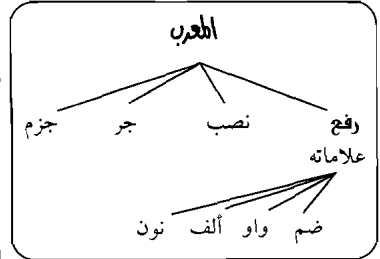 المعرب
رفع نصب جر جزم
علاماته
ضم واو ألف نون